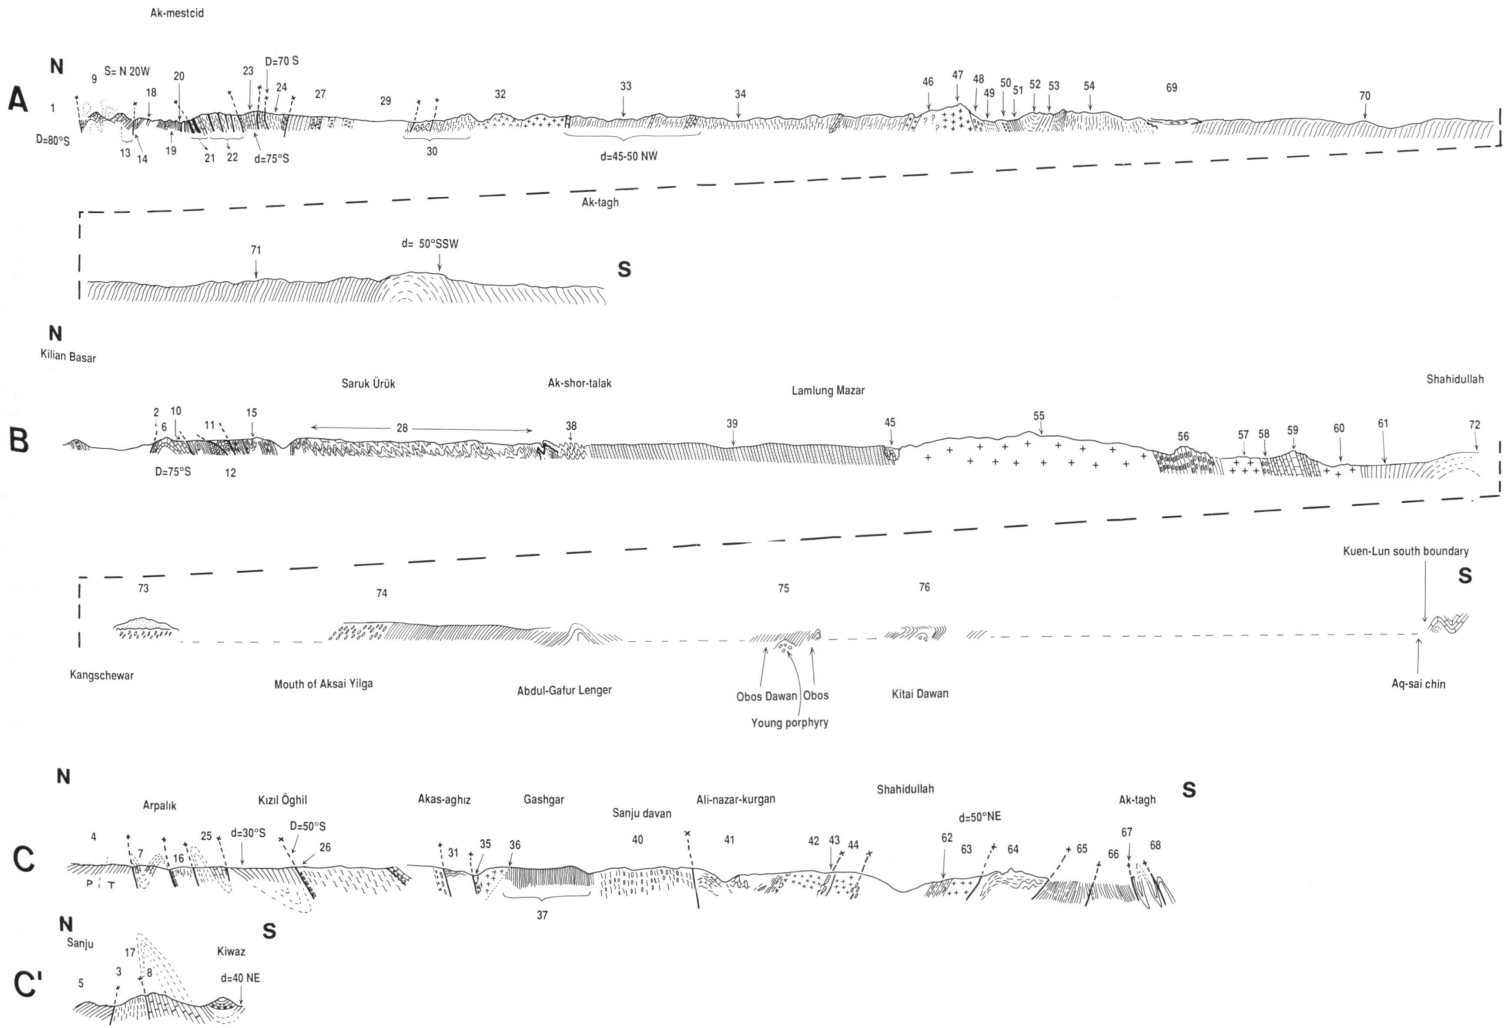 Ak-mestcid
N
9 S= N 20W 18 20 23 D=70 S 24 27 29 32 33 34 46 47 48 49 50 51 52 53 54 69 70
A
1
D=80°S
13 14 19 21 22 d=75°S 30 d=45-50 NW
Ak-tagh
71 d= 50°SSW
S
N
Kilian Basar
Saruk Ürük Ak-shor-talak Lamlung Mazar Shahidullah
B
2 6 10 11 15 28 38 39 45 55 56 57 58 59 60 61 72
D=75°S 12
Kuen-Lun south boundary
S
73 74 75 76
Kangschewar Mouth of Aksai Yilga Abdul-Gafur Lenger Obos Dawan Obos Kitai Dawan Aq-sai chin
Young porphyry
N
S
Arpalık Kızıl Öghil Akas-aghız Gashgar Sanju davan Ali-nazar-kurgan Shahidullah Ak-tagh
C
4 7 16 25 d=30°S D=50°S 26 31 35 36 40 41 42 43 44 62 63 d=50°NE 64 65 66 67 68
P T
37
N
S
Sanju 17 Kiwaz
C'
5 3 8 d=40 NE